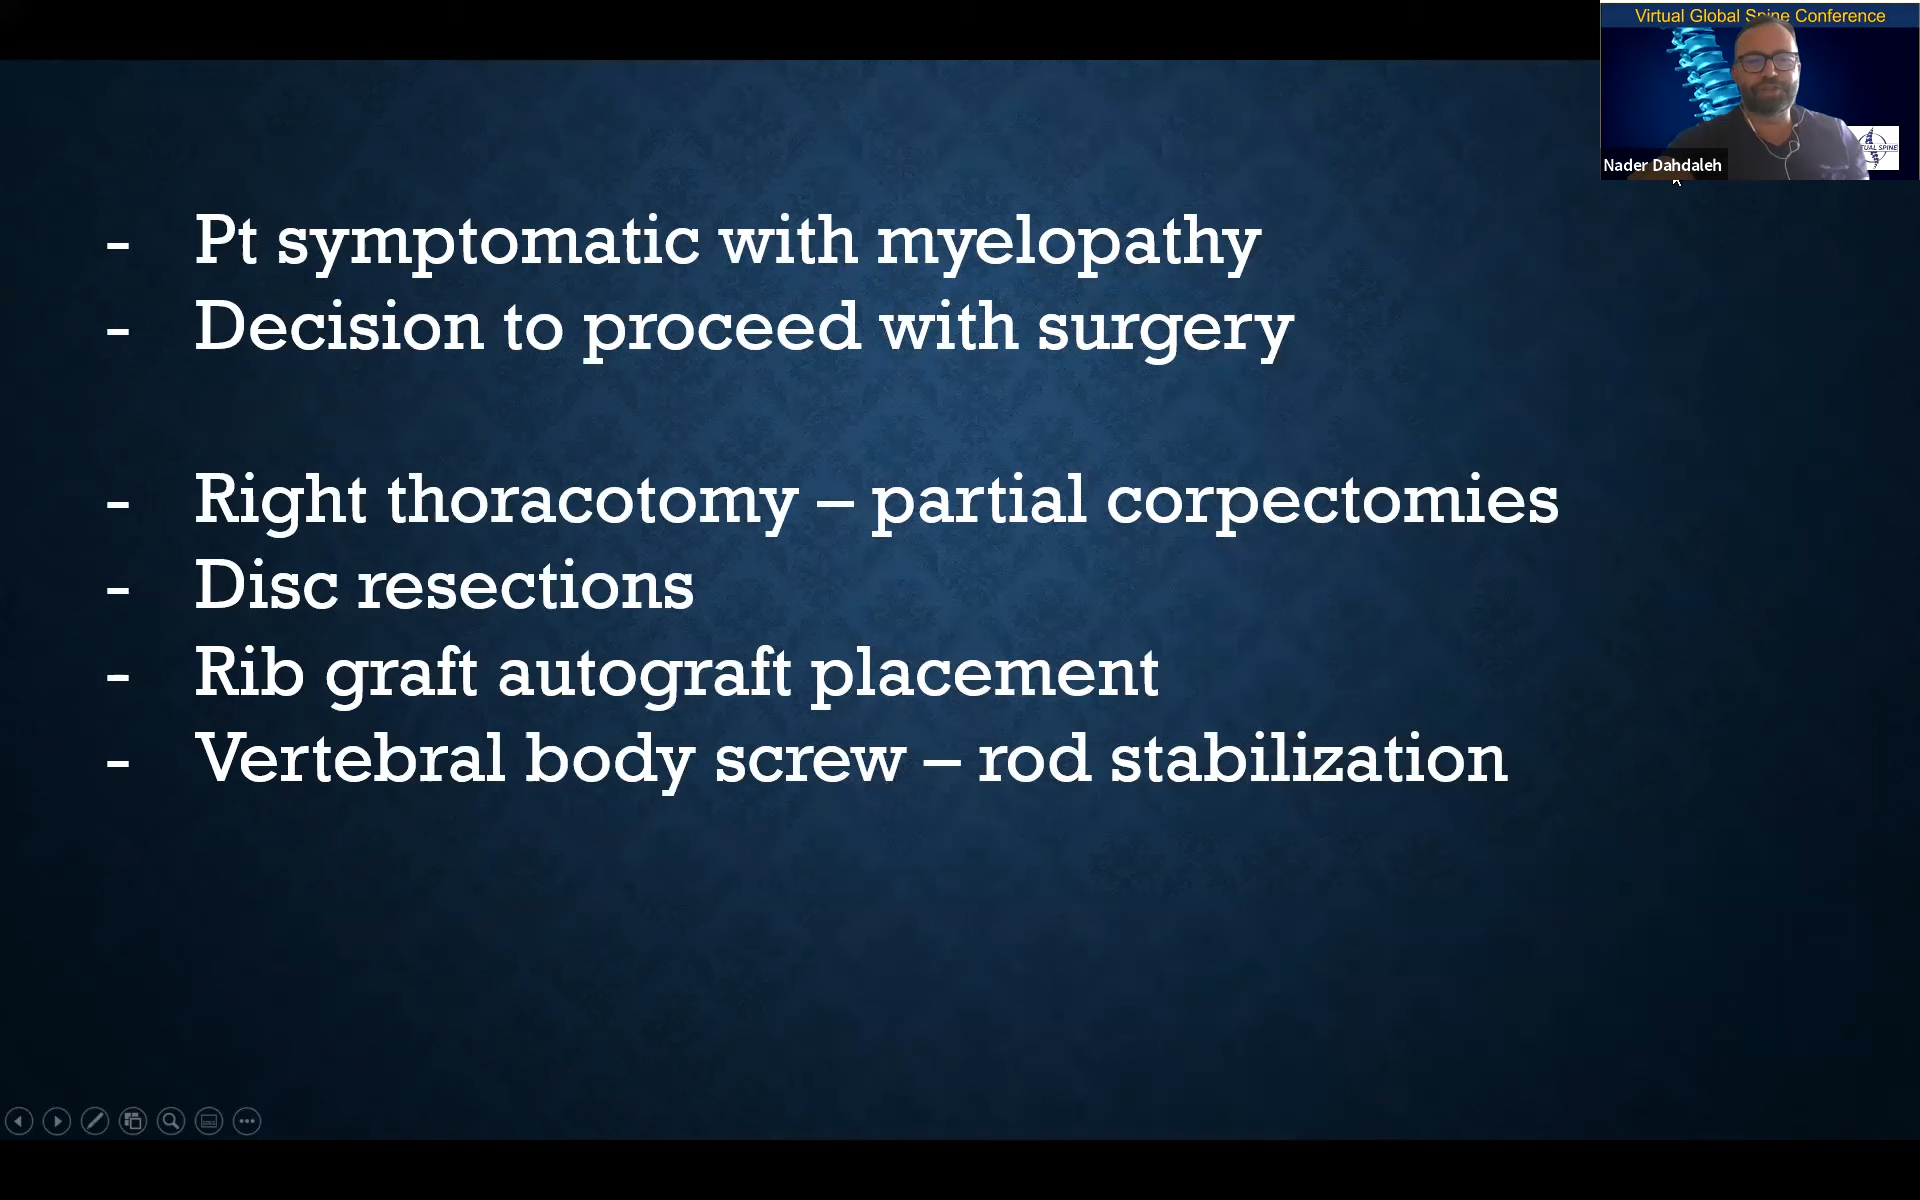 Virtual Global Spine Conference
Nader Dahdaleh
- Pt symptomatic with myelopathy
- Decision to proceed with surgery
- Right thoracotomy – partial corpectomies
- Disc resections
- Rib graft autograft placement
- Vertebral body screw – rod stabilization